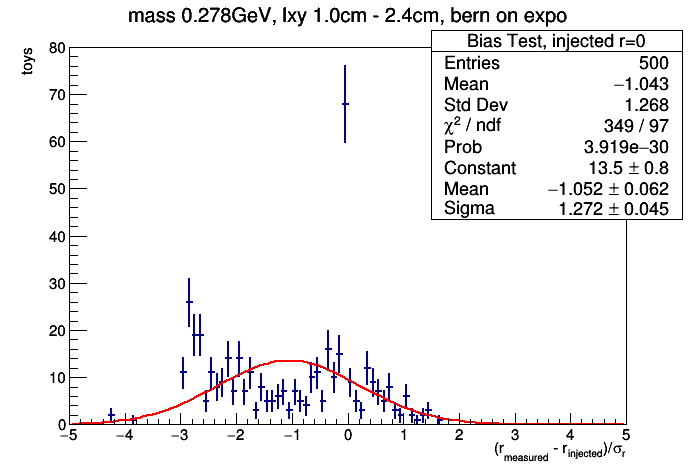 mass 0.278GeV, lxy 1.0cm - 2.4cm, bern on expo
Bias Test, injected r=0
Entries 500
Mean −1.043
Std Dev 1.268
χ² / ndf 349 / 97
Prob 3.919e−30
Constant 13.5 ± 0.8
Mean −1.052 ± 0.062
Sigma 1.272 ± 0.045
toys
80
70
60
50
40
30
20
10
0
−5 −4 −3 −2 −1 0 1 2 3 4 5
(r_measured - r_injected)/σ_r